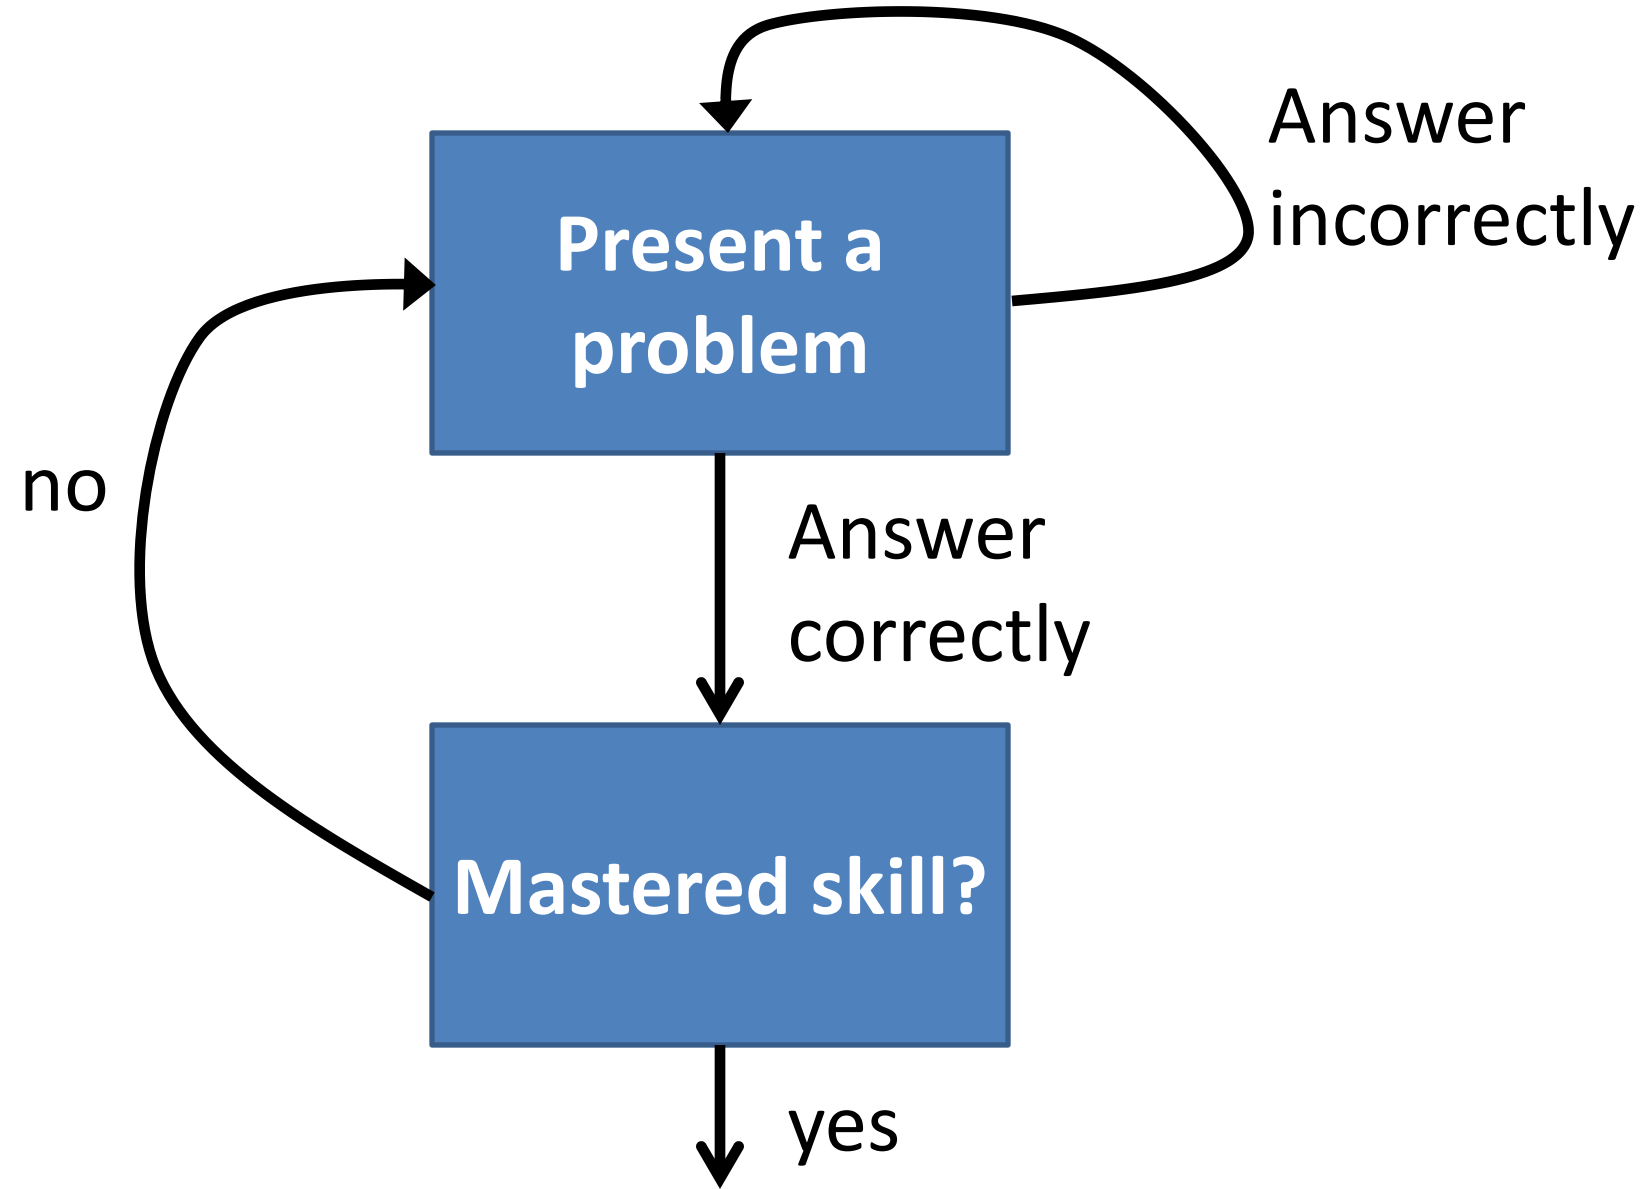 Answer
incorrectly
Present a
problem
no
Answer
correctly
Mastered skill?
yes